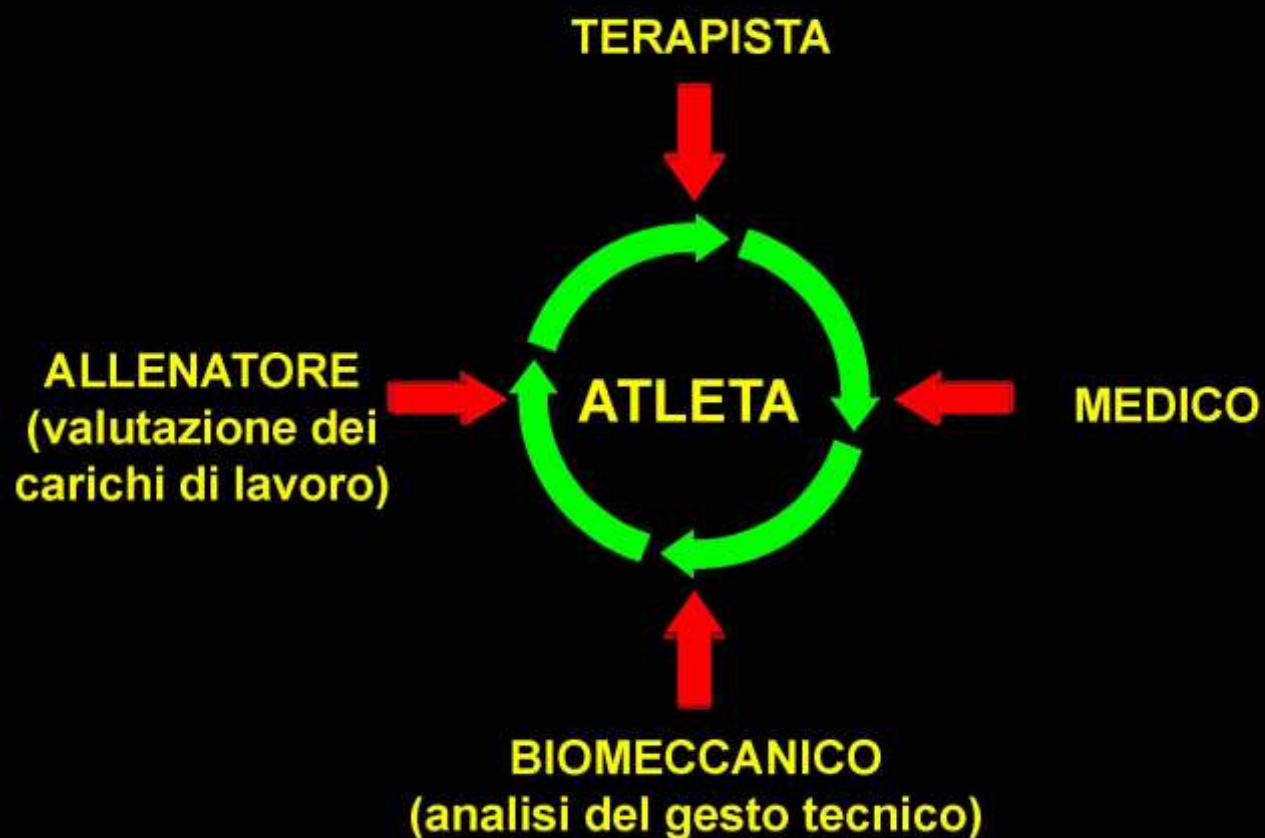 TERAPISTA
ALLENATORE
(valutazione dei
carichi di lavoro)
ATLETA
MEDICO
BIOMECCANICO
(analisi del gesto tecnico)